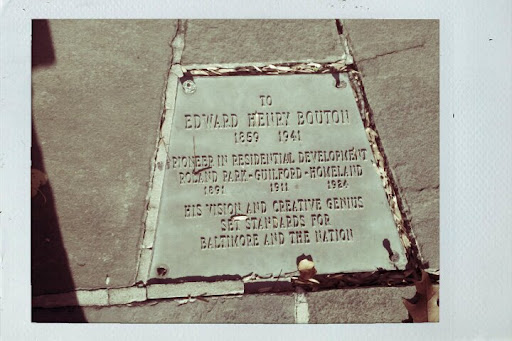 TO
EDWARD HENRY BOUTON
1869 1941
PIONEER IN RESIDENTIAL DEVELOPMENT
ROLAND PARK-GUILFORD-HOMELAND
1891 1911 1924
HIS VISION AND CREATIVE GENIUS
SET STANDARDS FOR
BALTIMORE AND THE NATION